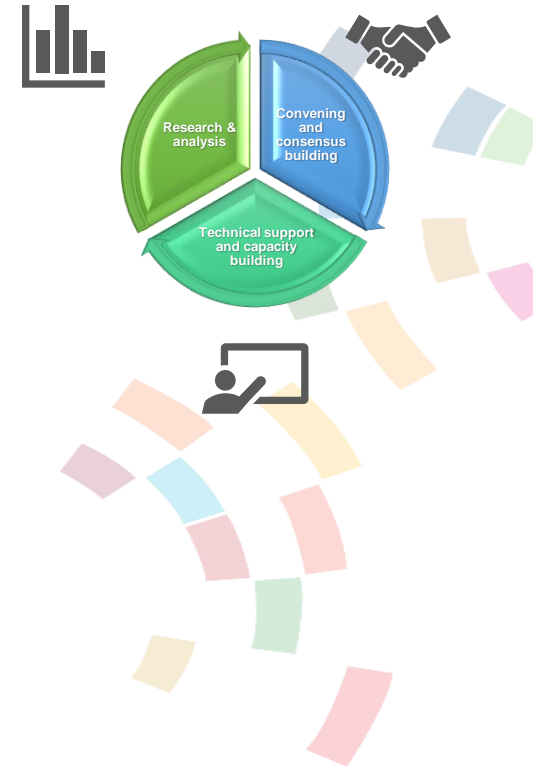 Research &
analysis
Convening
and
consensus
building
Technical support
and capacity
building